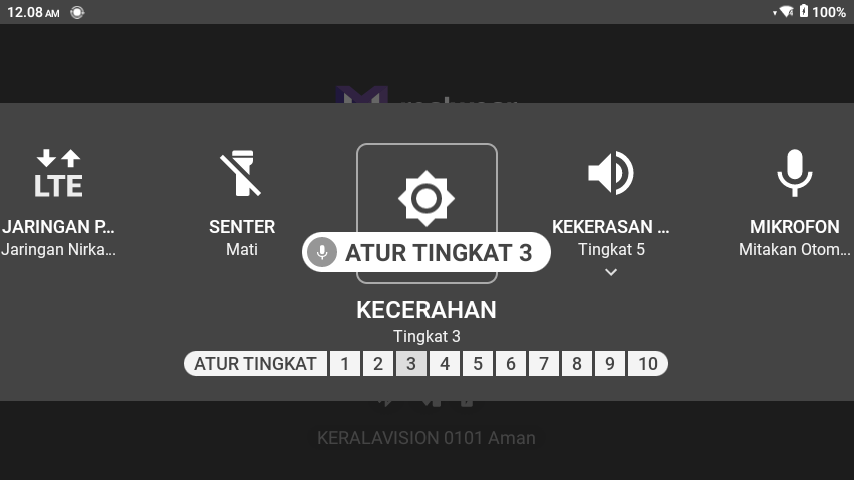 12.08 AM
100%
LTE
JARINGAN P...
Jaringan Nirka...
SENTER
Mati
ATUR TINGKAT 3
KEKERASAN ...
Tingkat 5
MIKROFON
Mitakan Otom...
KECERAHAN
Tingkat 3
ATUR TINGKAT 1 2 3 4 5 6 7 8 9 10
KERALAVISION 0101 Aman